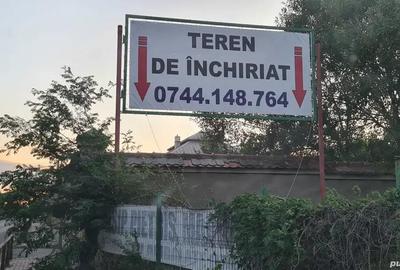 TEREN
DE ÎNCHIRIAT
0744.148.764